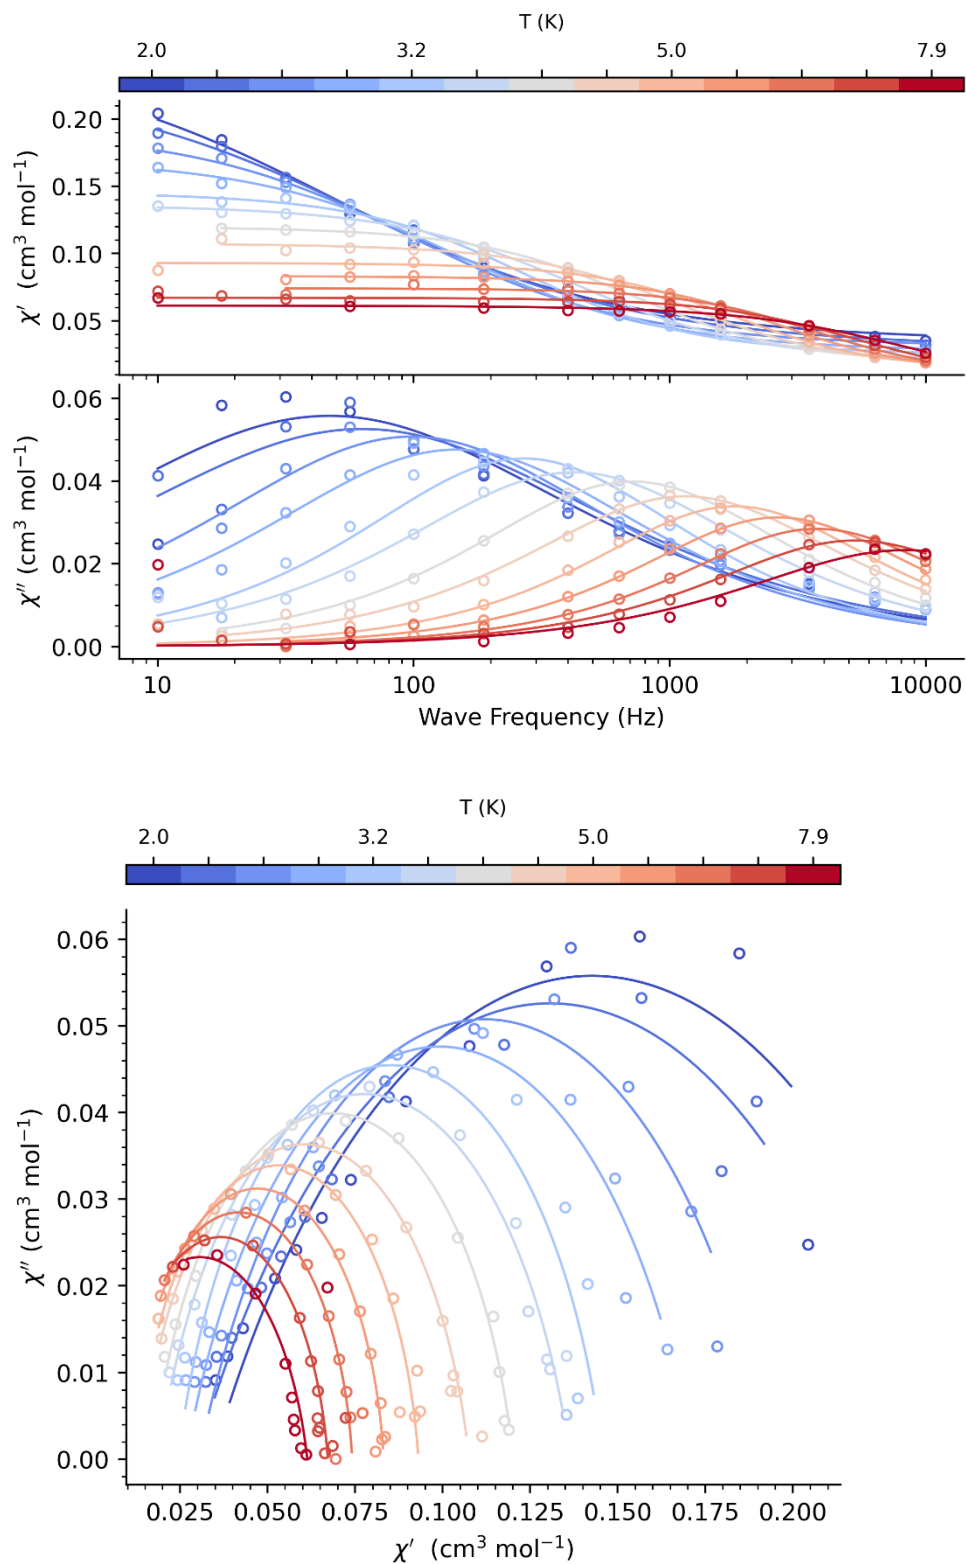 T (K)
2.0 3.2 5.0 7.9
0.20
0.15
0.10
0.05
χ′ (cm³ mol⁻¹)
0.06
0.04
0.02
0.00
χ″ (cm³ mol⁻¹)
10 100 1000 10000
Wave Frequency (Hz)
T (K)
2.0 3.2 5.0 7.9
0.06
0.05
0.04
0.03
0.02
0.01
0.00
χ″ (cm³ mol⁻¹)
0.025 0.050 0.075 0.100 0.125 0.150 0.175 0.200
χ′ (cm³ mol⁻¹)